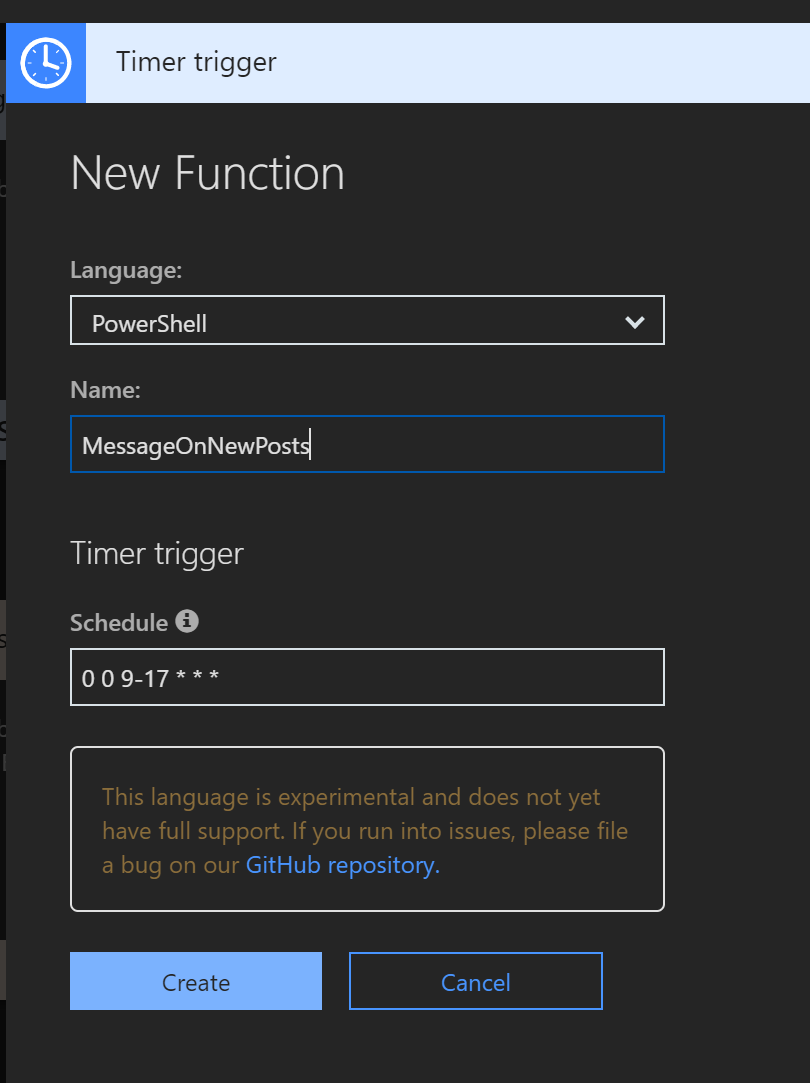 Timer trigger
New Function
Language:
PowerShell
Name:
MessageOnNewPosts
Timer trigger
Schedule
0 0 9-17 * * *
This language is experimental and does not yet
have full support. If you run into issues, please file
a bug on our GitHub repository.
Create
Cancel